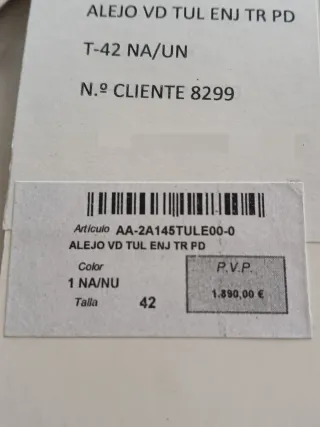 ALEJO VD TUL ENJ TR PD
T-42 NA/UN
N.º CLIENTE 8299
Artículo AA-2A145TULE00-0
ALEJO VD TUL ENJ TR PD
Color
P.V.P.
1 NA/NU
1.890,00 €
Talla 42